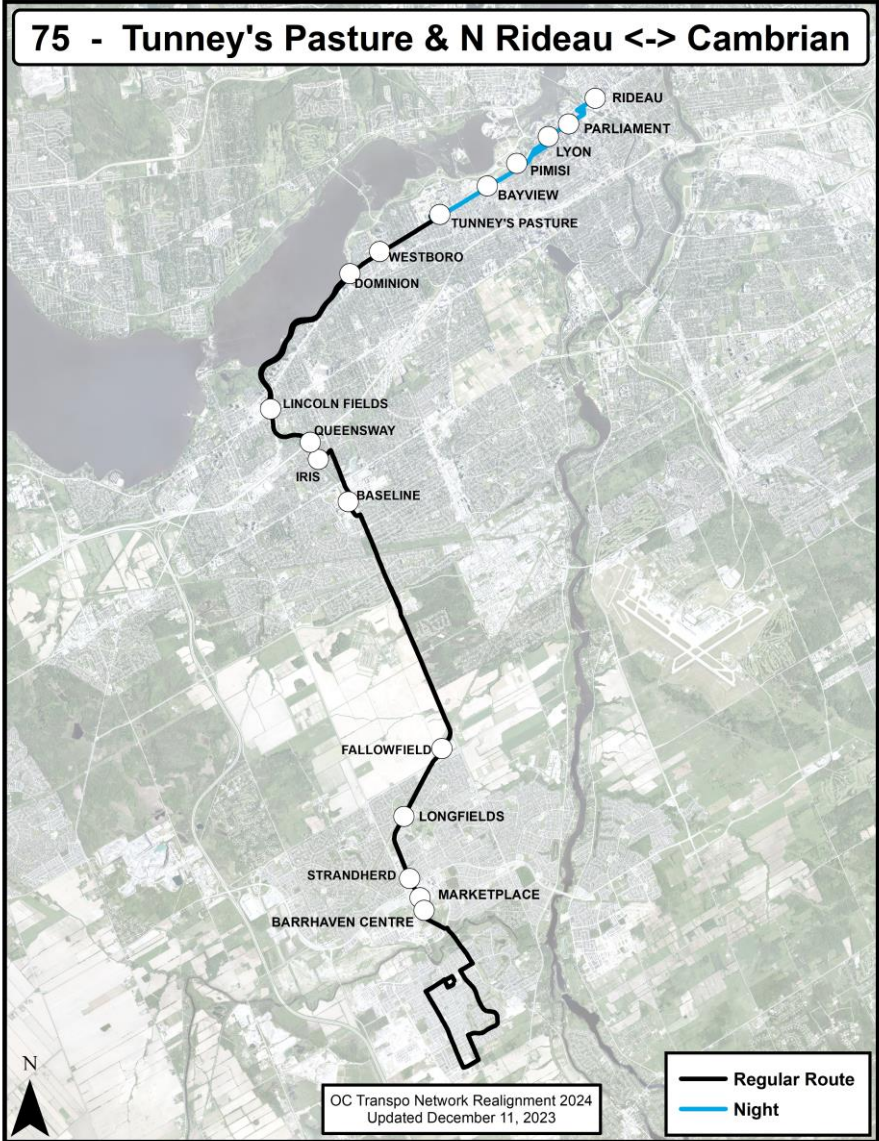 75 - Tunney's Pasture & N Rideau <-> Cambrian
RIDEAU
PARLIAMENT
LYON
PIMISI
BAYVIEW
TUNNEY'S PASTURE
WESTBORO
DOMINION
LINCOLN FIELDS
QUEENSWAY
IRIS
BASELINE
FALLOWFIELD
LONGFIELDS
STRANDHERD
MARKETPLACE
BARRHAVEN CENTRE
N
OC Transpo Network Realignment 2024
Updated December 11, 2023
Regular Route
Night